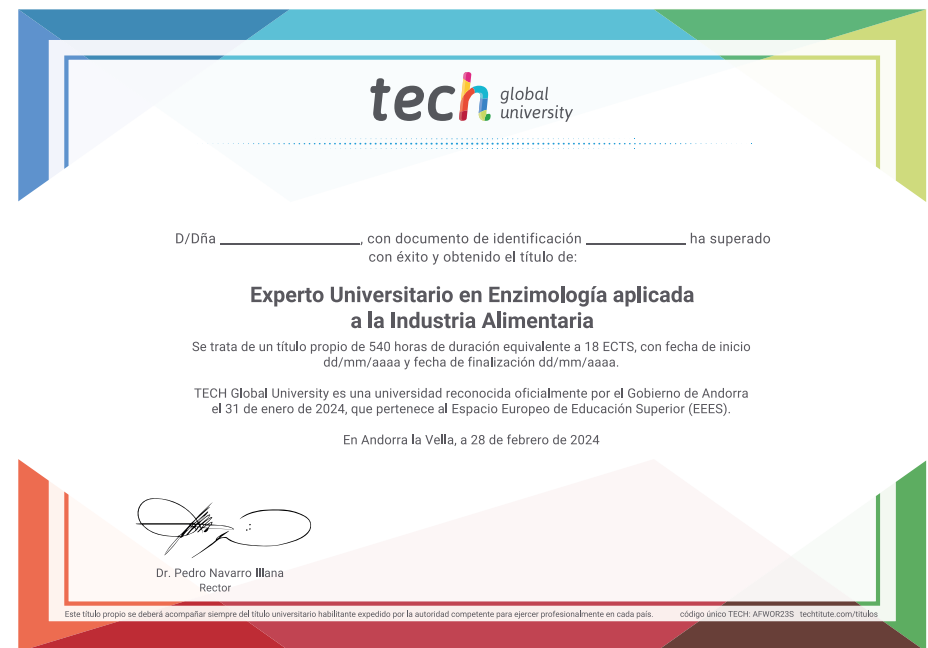 tech global
university
D/Dña ____________________, con documento de identificación ______________ ha superado
con éxito y obtenido el título de:
Experto Universitario en Enzimología aplicada
a la Industria Alimentaria
Se trata de un título propio de 540 horas de duración equivalente a 18 ECTS, con fecha de inicio
dd/mm/aaaa y fecha de finalización dd/mm/aaaa.
TECH Global University es una universidad reconocida oficialmente por el Gobierno de Andorra
el 31 de enero de 2024, que pertenece al Espacio Europeo de Educación Superior (EEES).
En Andorra la Vella, a 28 de febrero de 2024
Dr. Pedro Navarro Illana
Rector
Este título propio se deberá acompañar siempre del título universitario habilitante expedido por la autoridad competente para ejercer profesionalmente en cada país. código único TECH: AFWOR23S techtitute.com/titulos